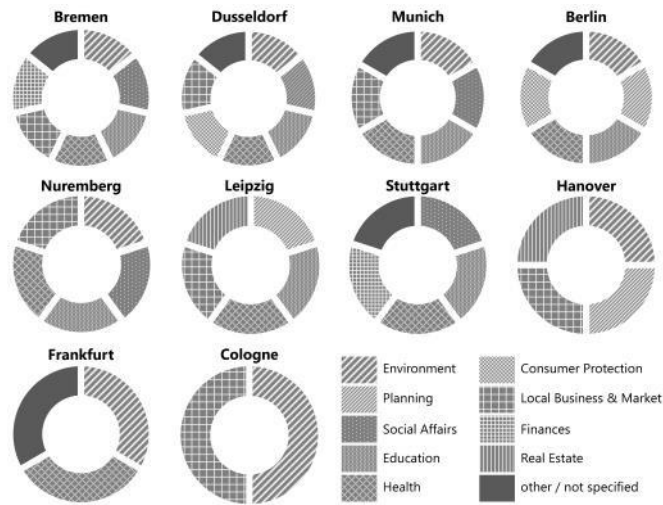 Bremen
Dusseldorf
Munich
Berlin
Nuremberg
Leipzig
Stuttgart
Hanover
Frankfurt
Cologne
Environment
Planning
Social Affairs
Education
Health
Consumer Protection
Local Business & Market
Finances
Real Estate
other / not specified